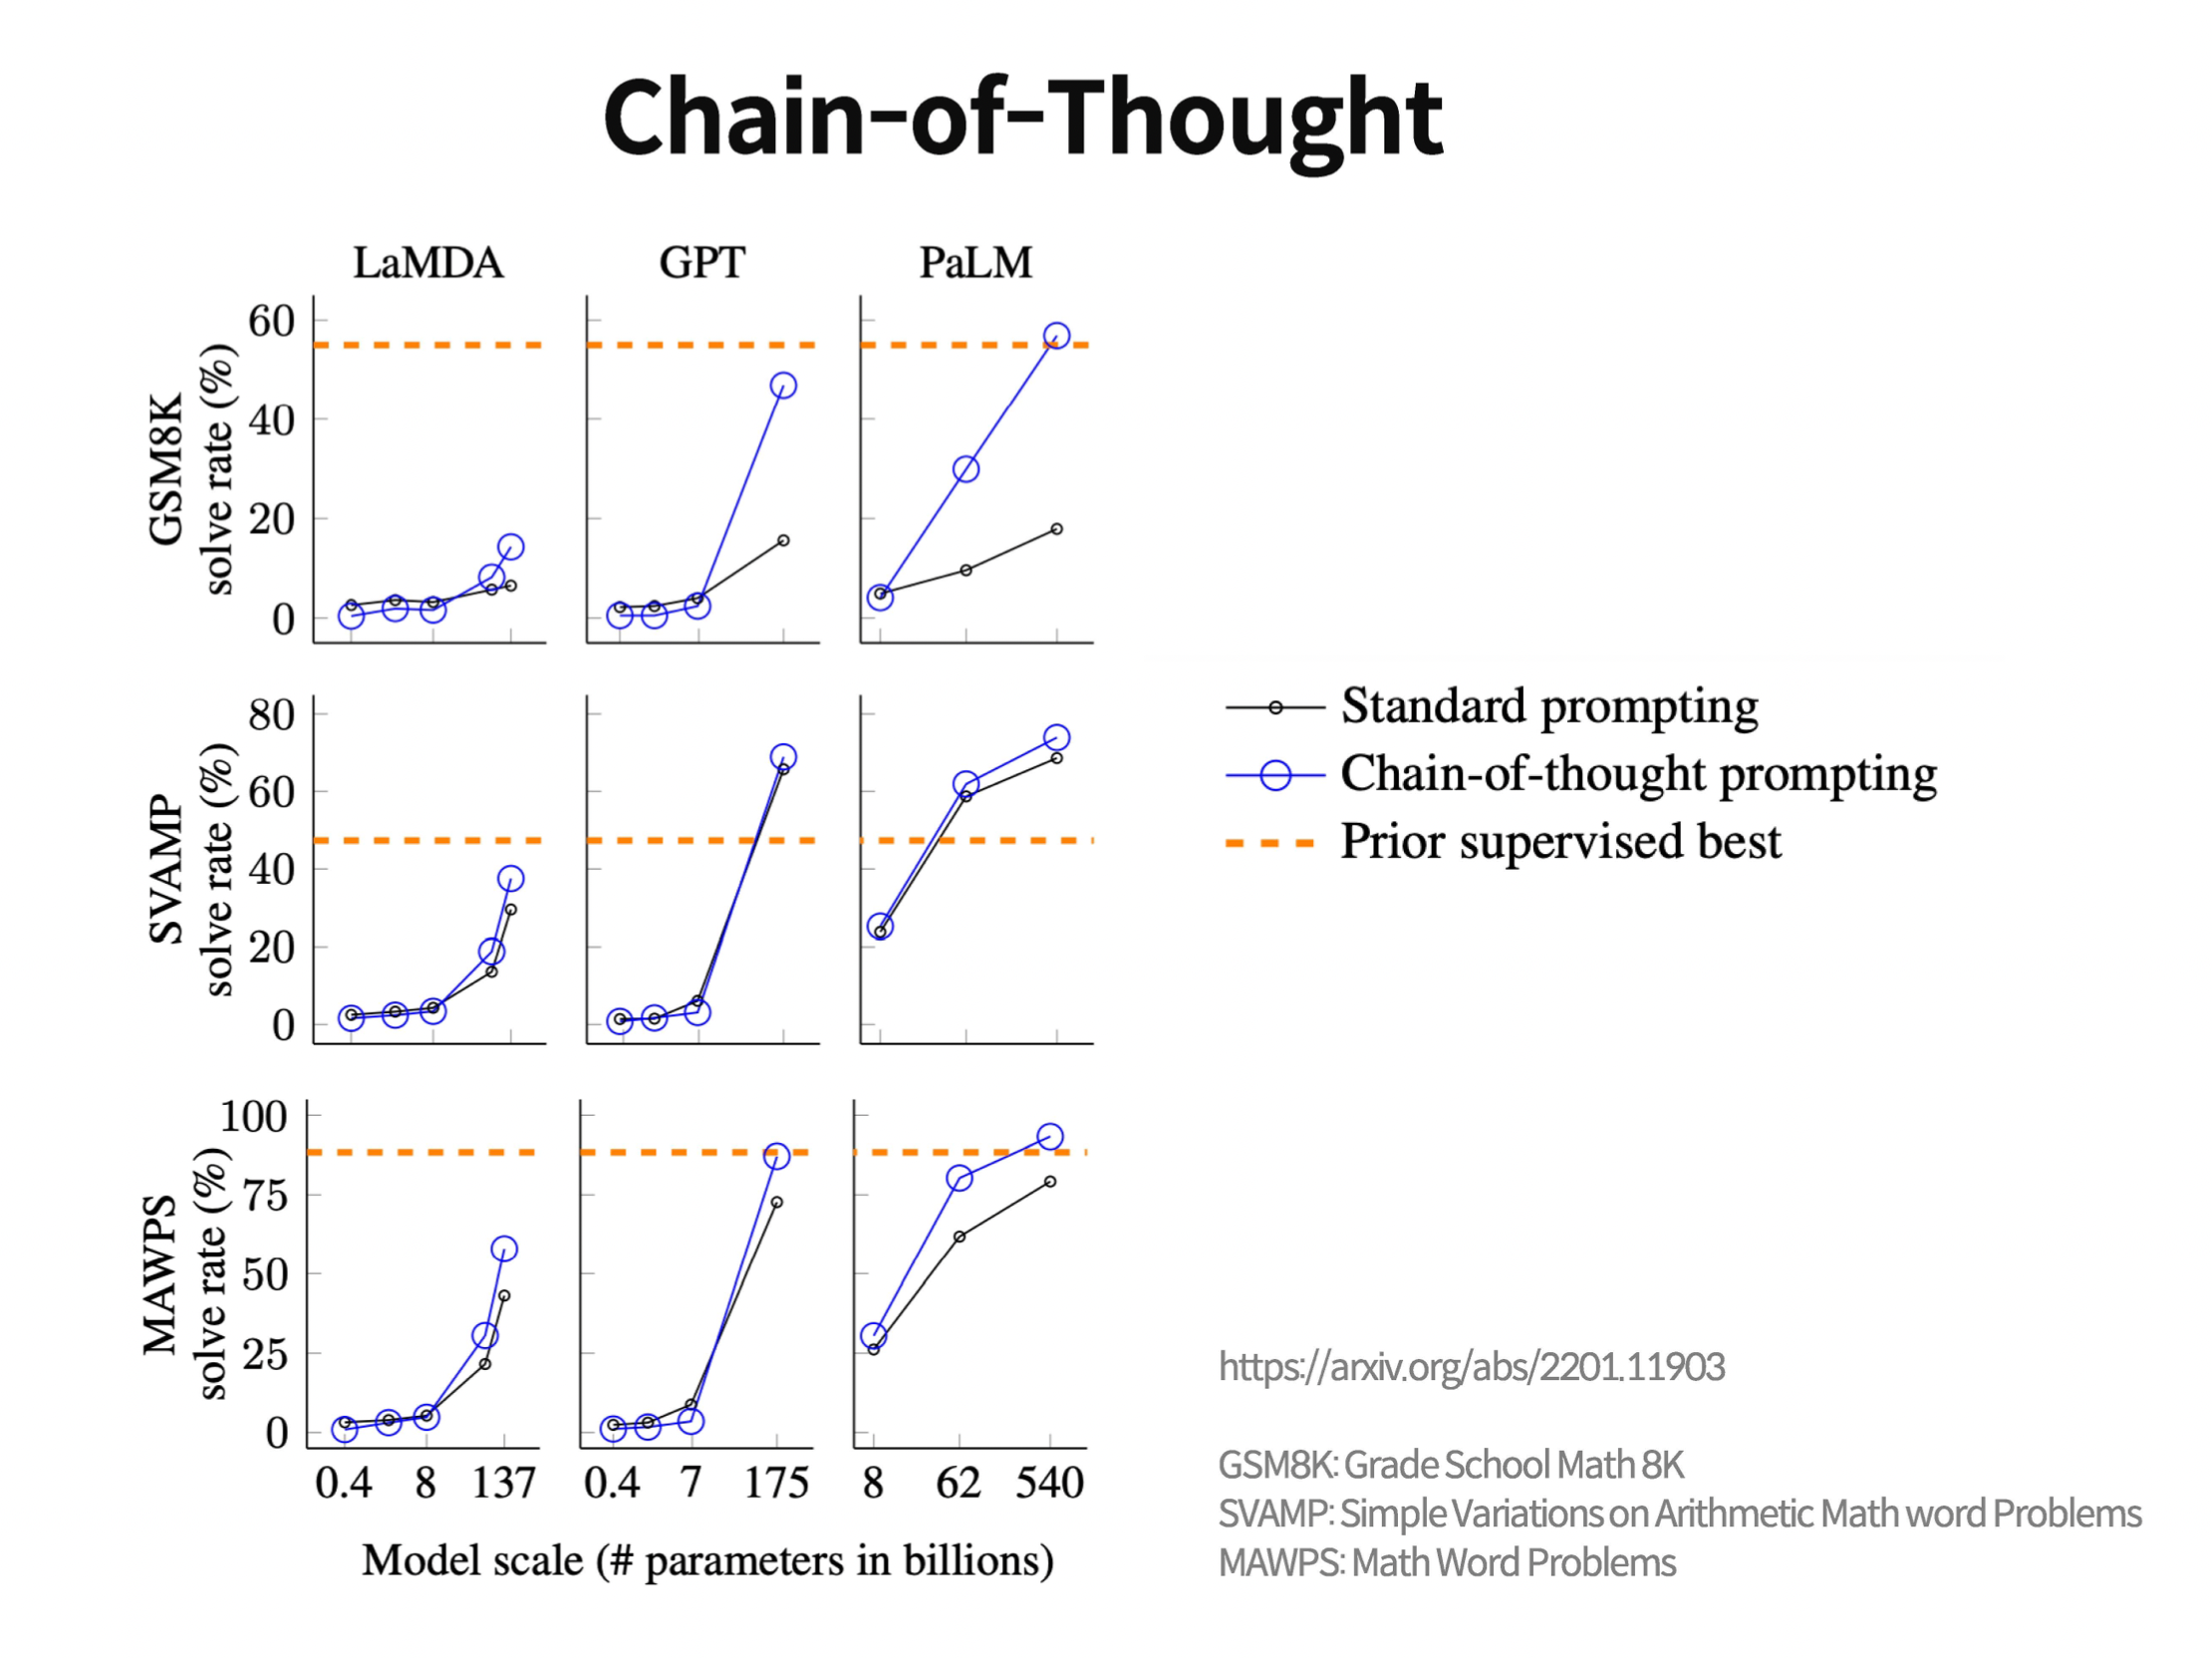 Chain-of-Thought
LaMDA
GPT
PaLM
GSM8K
solve rate (%)
60
40
20
0
SVAMP
solve rate (%)
80
60
40
20
0
MAWPS
solve rate (%)
100
75
50
25
0
0.4 8 137
0.4 7 175
8 62 540
Model scale (# parameters in billions)
Standard prompting
Chain-of-thought prompting
Prior supervised best
https://arxiv.org/abs/2201.11903
GSM8K: Grade School Math 8K
SVAMP: Simple Variations on Arithmetic Math word Problems
MAWPS: Math Word Problems